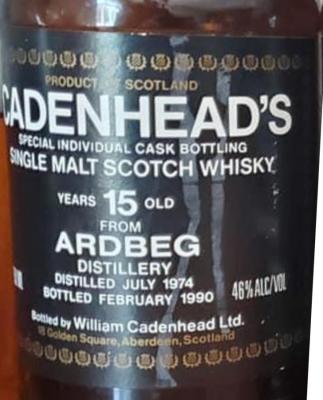 PRODUCT OF SCOTLAND
CADENHEAD'S
SPECIAL INDIVIDUAL CASK BOTTLING
SINGLE MALT SCOTCH WHISKY
YEARS 15 OLD
FROM
ARDBEG
DISTILLERY
DISTILLED JULY 1974
BOTTLED FEBRUARY 1990
46% ALC/VOL
Bottled by William Cadenhead Ltd.
18 Golden Square, Aberdeen, Scotland